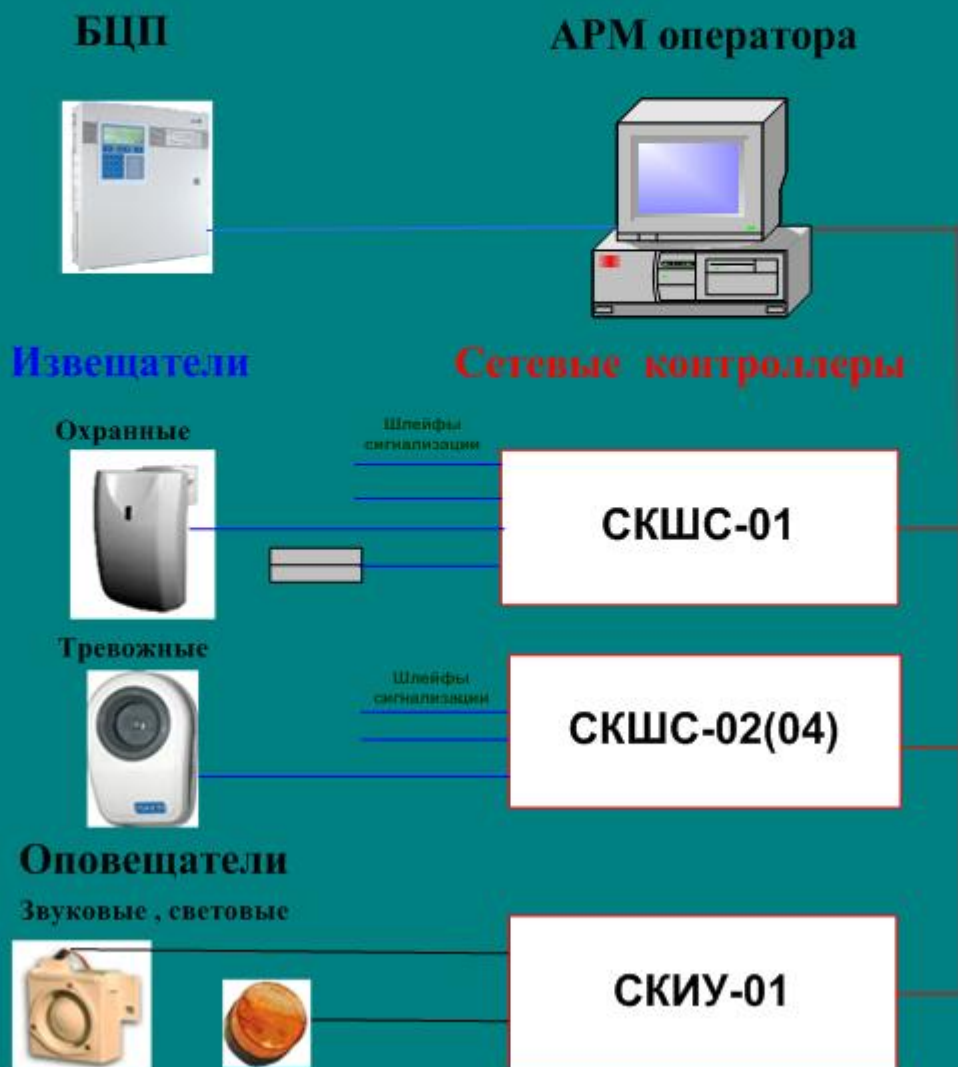 БЦП
АРМ оператора
Извещатели
Сетевые контроллеры
Охранные
Шлейфы
сигнализации
СКШС-01
Тревожные
Шлейфы
сигнализации
СКШС-02(04)
Оповещатели
Звуковые , световые
СКИУ-01